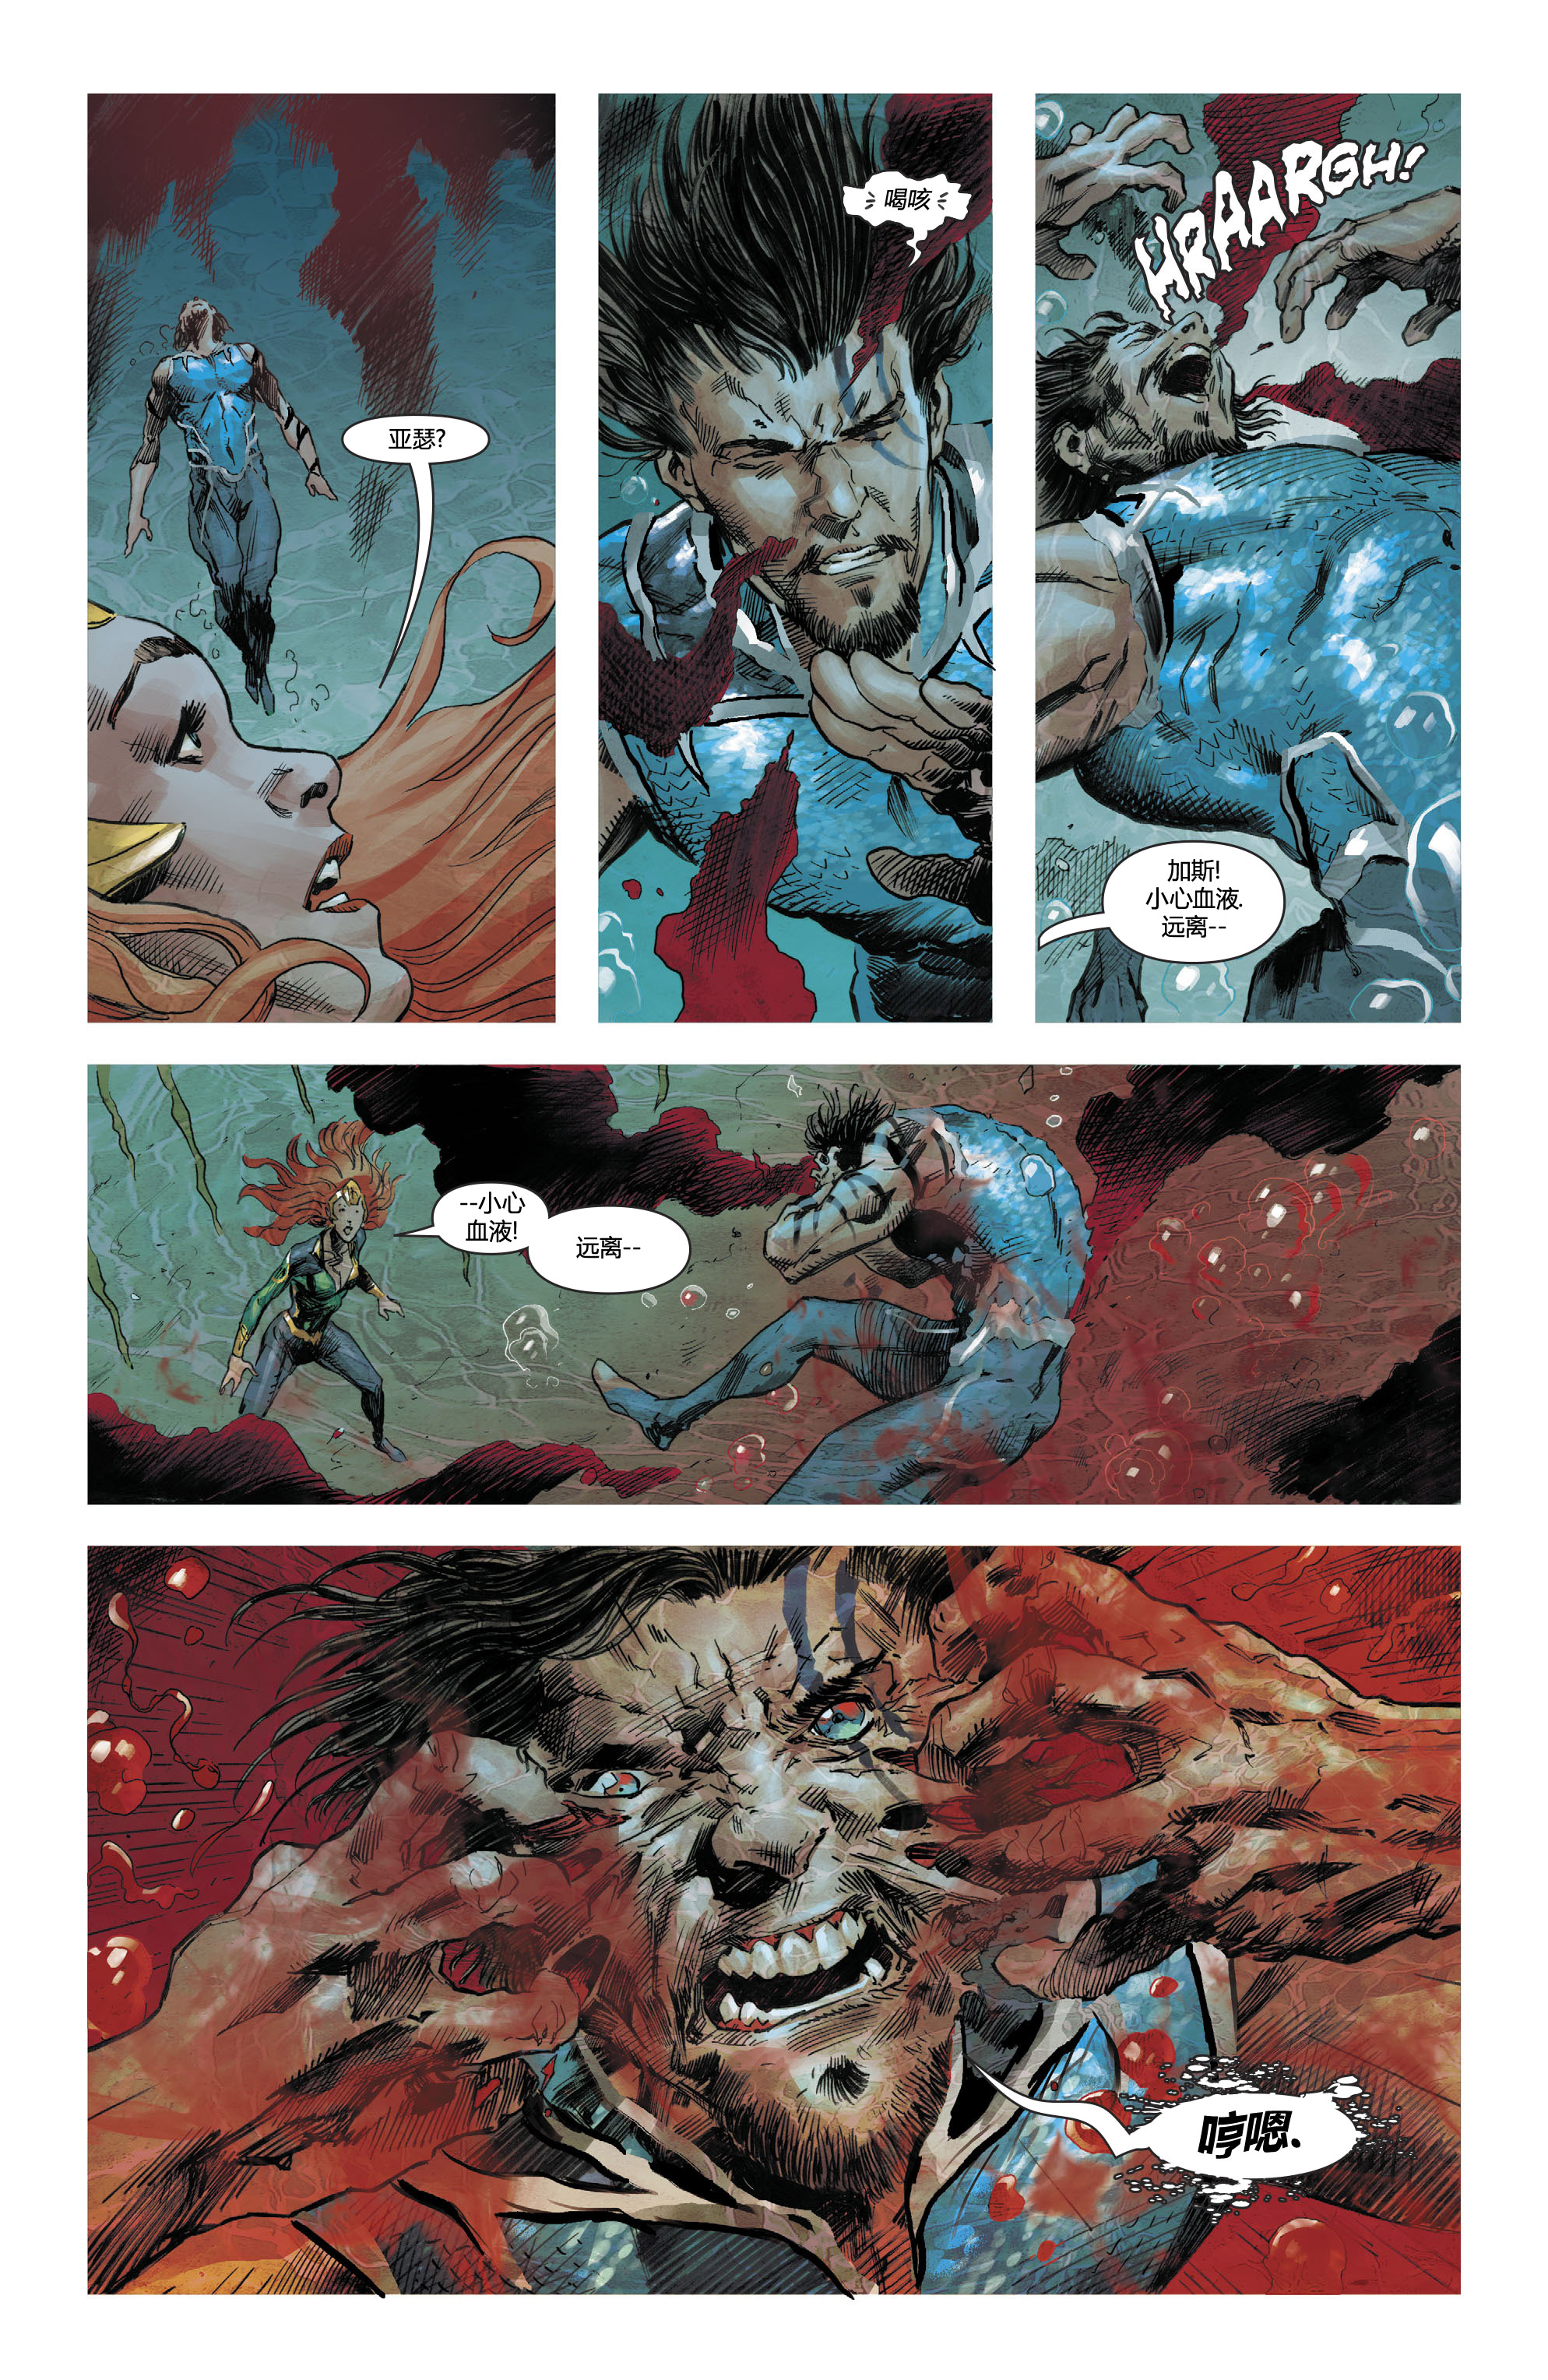 亚瑟?
喝咳
HRAARGH!
加斯!
小心血液.
远离--
--小心
血液!
远离--
哼嗯.